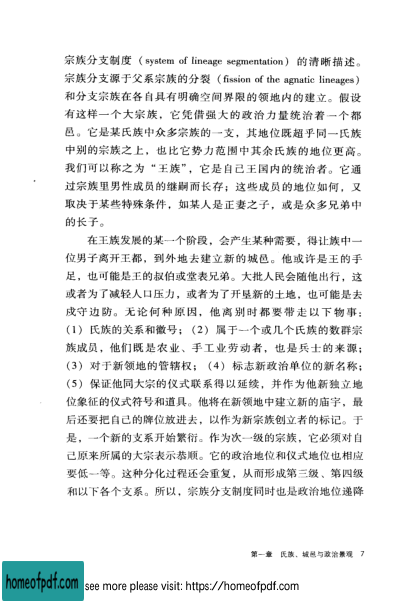 宗族分支制度（system of lineage segmentation）的清晰描述。
宗族分支源于父系宗族的分裂（fission of the agnatic lineages）
和分支宗族在各自具有明确空间界限的领地内的建立。假设
有这样一个大宗族，它凭借强大的政治力量统治着一个都
邑。它是某氏族中众多宗族的一支，其地位既超乎同一氏族
中别的宗族之上，也比它势力范围中其余氏族的地位更高。
我们可以称之为“王族”，它是自己王国内的统治者。它通
过宗族里男性成员的继嗣而长存；这些成员的地位如何，又
取决于某些特殊条件，如某人是正妻之子，或是众多兄弟中
的长子。
在王族发展的某一个阶段，会产生某种需要，得让族中一
位男子离开王都，到外地去建立新的城邑。他或许是王的手
足，也可能是王的叔伯或堂表兄弟。大批人民会随他出行，这
或者为了减轻人口压力，或者为了开垦新的土地，也可能是去
戍守边防。无论何种原因，他离别时都要带走以下物事：
(1) 氏族的关系和徽号；(2) 属于一个或几个氏族的数群宗
族成员，他们既是农业、手工业劳动者，也是兵士的来源；
(3) 对于新领地的管辖权；(4) 标志新政治单位的新名称；
(5) 保证他同大宗的仪式联系得以延续，并作为他新独立地
位象征的仪式符号和道具。他将在新领地中建立新的庙宇，最
后还要把自己的牌位放进去，以作为新宗族创立者的标记。于
是，一个新的支系开始繁衍。作为次一级的宗族，它必须对自
己原来所属的大宗表示恭顺。它的政治地位和仪式地位也相应
要低一等。这种分化过程还会重复，从而形成第三级、第四级
和以下各个支系。所以，宗族分支制度同时也是政治地位递降
第一章 氏族、城邑与政治景观 7
homeofpdf.com
see more please visit: https://homeofpdf.com